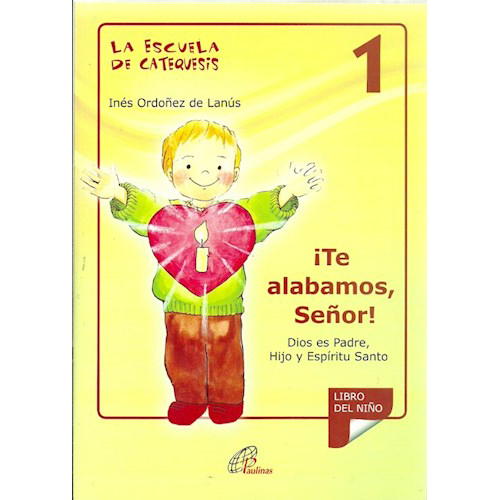 LA ESCUELA
DE CATEQUESIS
1
Inés Ordoñez de Lanús
¡Te
alabamos,
Señor!
Dios es Padre,
Hijo y Espíritu Santo
LIBRO
DEL NIÑO
Paulinas